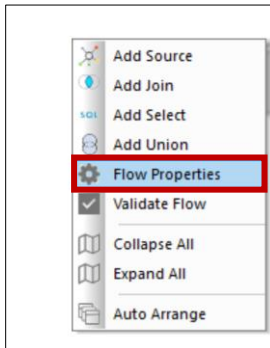 Add Source
Add Join
SQL Add Select
Add Union
Flow Properties
Validate Flow
Collapse All
Expand All
Auto Arrange